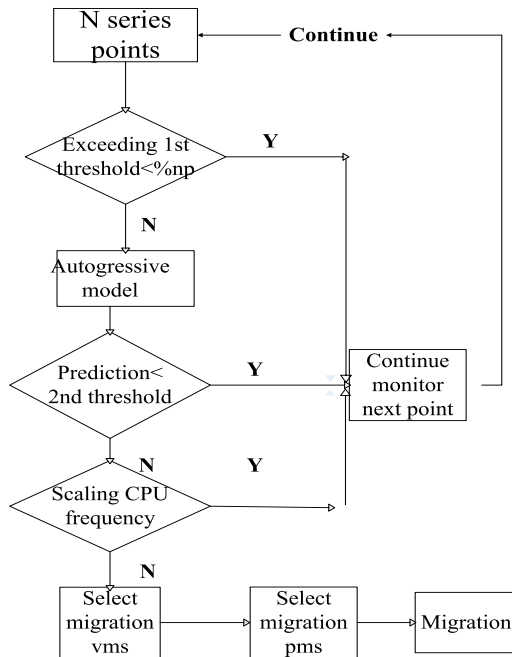 N series
points
Continue
Exceeding 1st
threshold<%np
Y
N
Autogressive
model
Prediction<
2nd threshold
Y
Continue
monitor
next point
N
Y
Scaling CPU
frequency
N
Select
migration
vms
Select
migration
pms
Migration